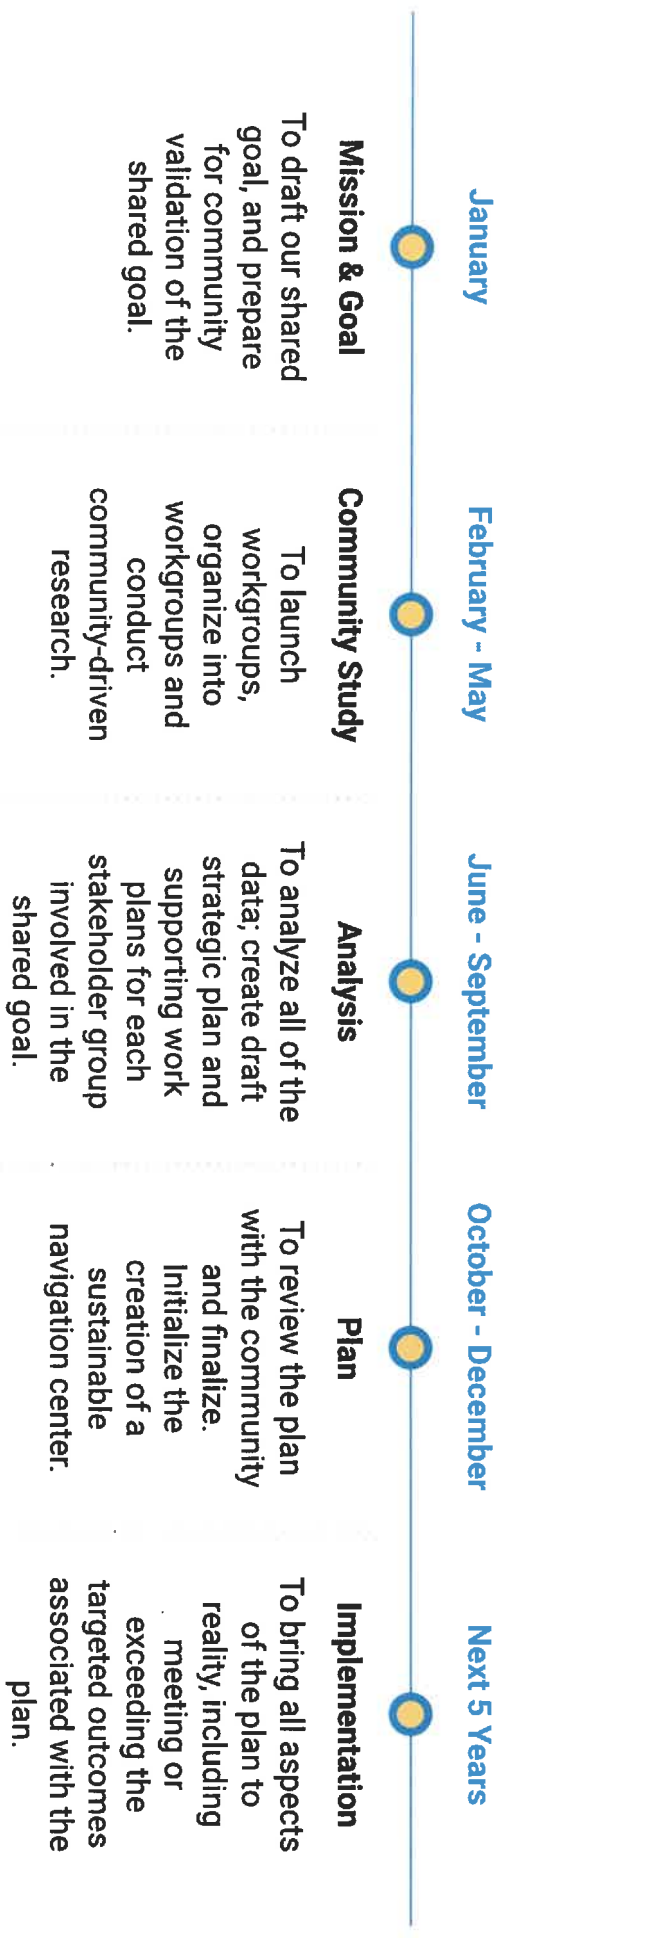 January
Mission & Goal
To draft our shared
goal, and prepare
for community
validation of the
shared goal.
February - May
Community Study
To launch
workgroups,
organize into
workgroups and
conduct
community-driven
research.
June - September
Analysis
To analyze all of the
data; create draft
strategic plan and
supporting work
plans for each
stakeholder group
involved in the
shared goal.
October - December
Plan
To review the plan
with the community
and finalize.
Initialize the
creation of a
sustainable
navigation center.
Next 5 Years
Implementation
To bring all aspects
of the plan to
reality, including
meeting or
exceeding the
targeted outcomes
associated with the
plan.